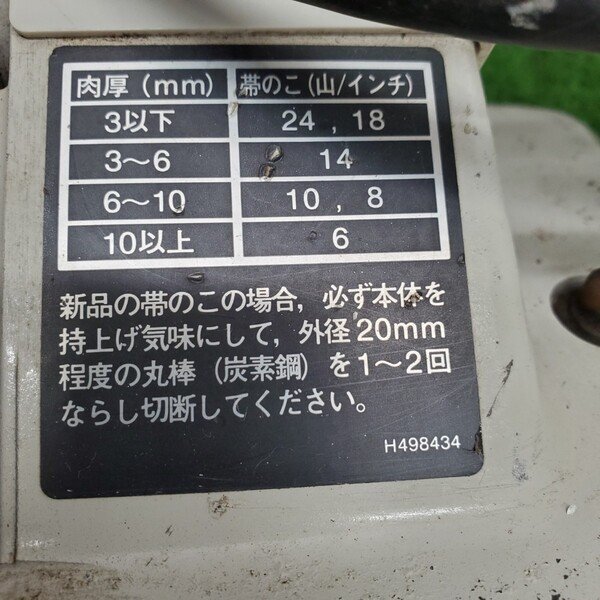 肉厚（mm） 帯のこ（山/インチ）
3以下 24，18
3～6 14
6～10 10，8
10以上 6
新品の帯のこの場合，必ず本体を
持上げ気味にして，外径20mm
程度の丸棒（炭素鋼）を1～2回
ならし切断してください。
H498434